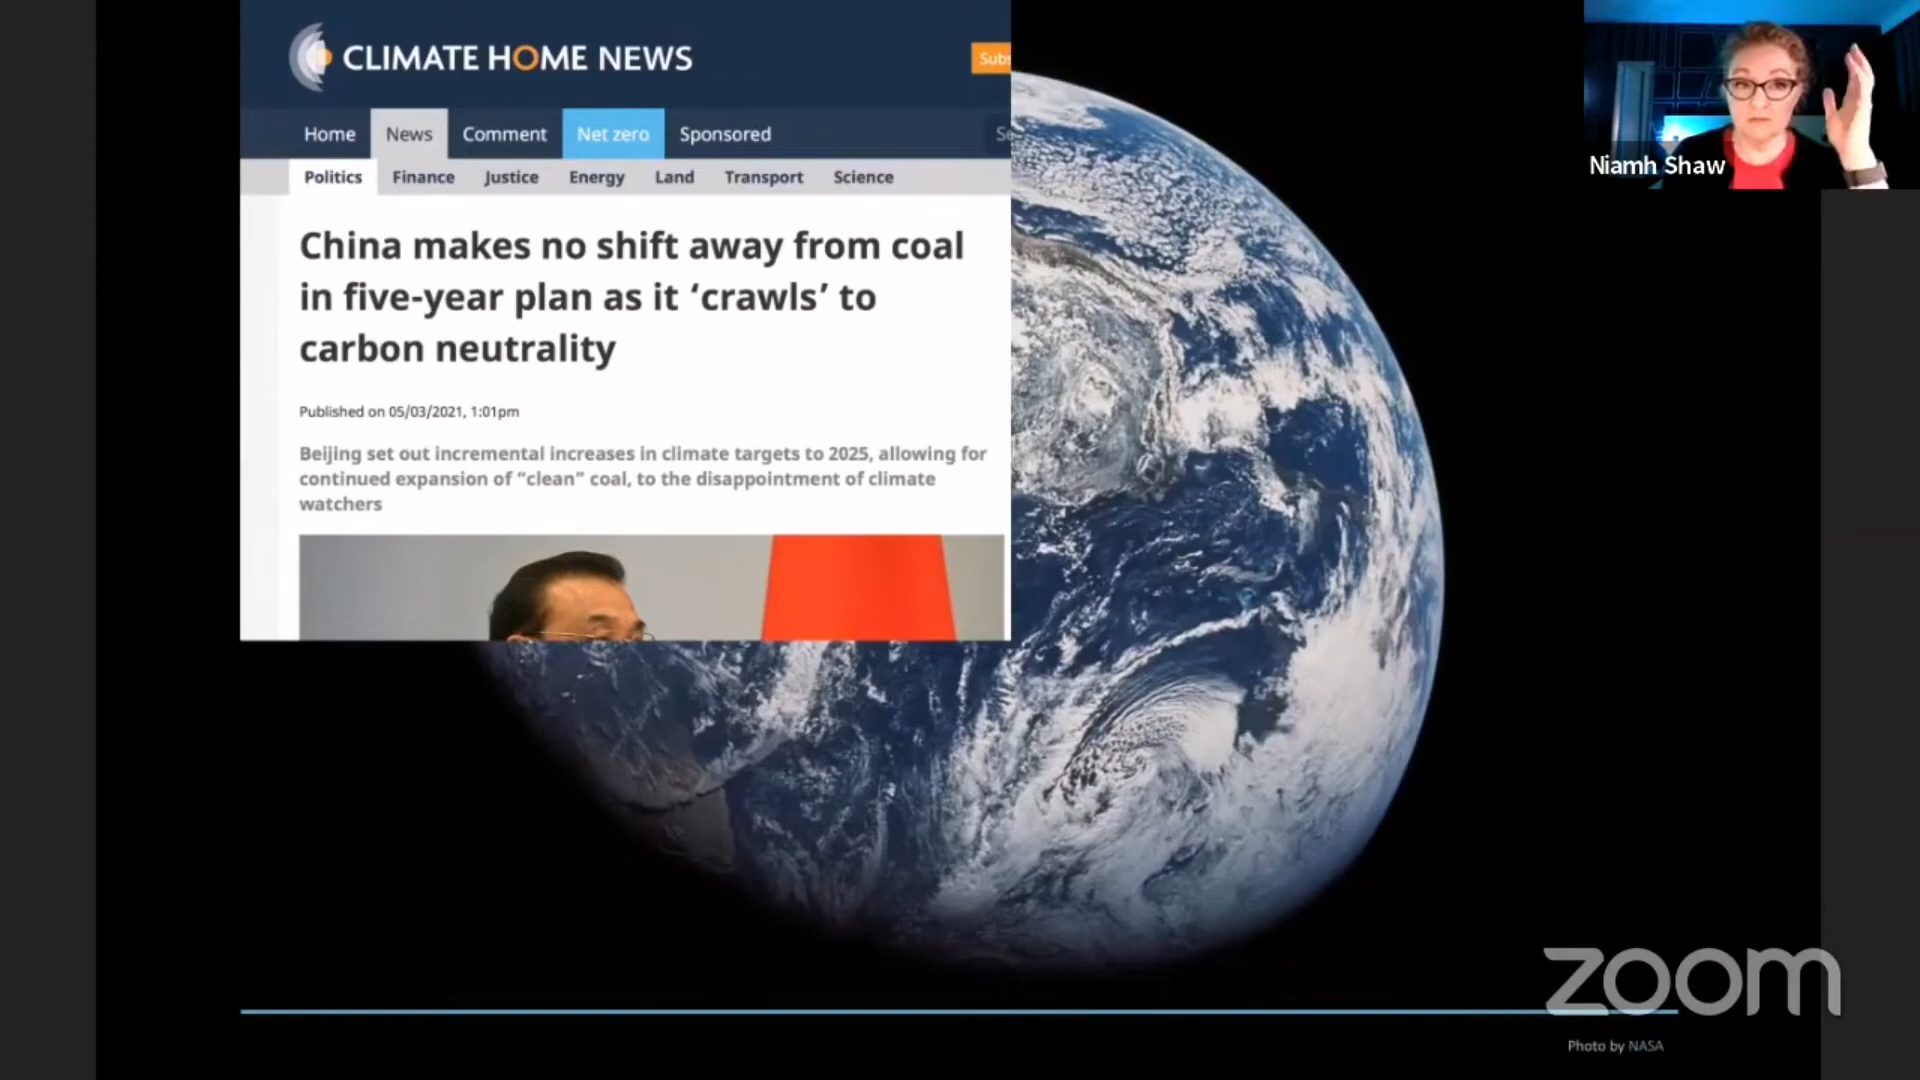 CLIMATE HOME NEWS
Subs
Home News Comment Net zero Sponsored Se
Politics Finance Justice Energy Land Transport Science
China makes no shift away from coal
in five-year plan as it ‘crawls’ to
carbon neutrality
Published on 05/03/2021, 1:01pm
Beijing set out incremental increases in climate targets to 2025, allowing for
continued expansion of “clean” coal, to the disappointment of climate
watchers
Niamh Shaw
zoom
Photo by NASA